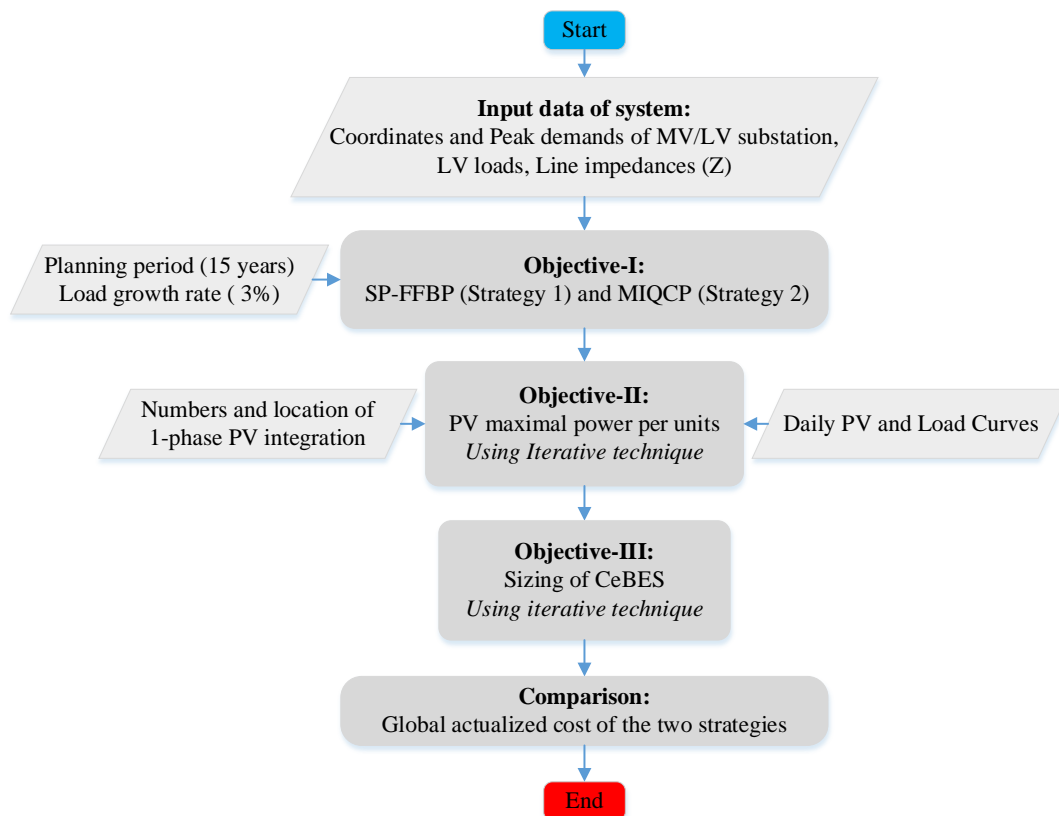 Start
Input data of system:
Coordinates and Peak demands of MV/LV substation,
LV loads, Line impedances (Z)
Planning period (15 years)
Load growth rate ( 3%)
Objective-I:
SP-FFBP (Strategy 1) and MIQCP (Strategy 2)
Numbers and location of
1-phase PV integration
Objective-II:
PV maximal power per units
Using Iterative technique
Daily PV and Load Curves
Objective-III:
Sizing of CeBES
Using iterative technique
Comparison:
Global actualized cost of the two strategies
End